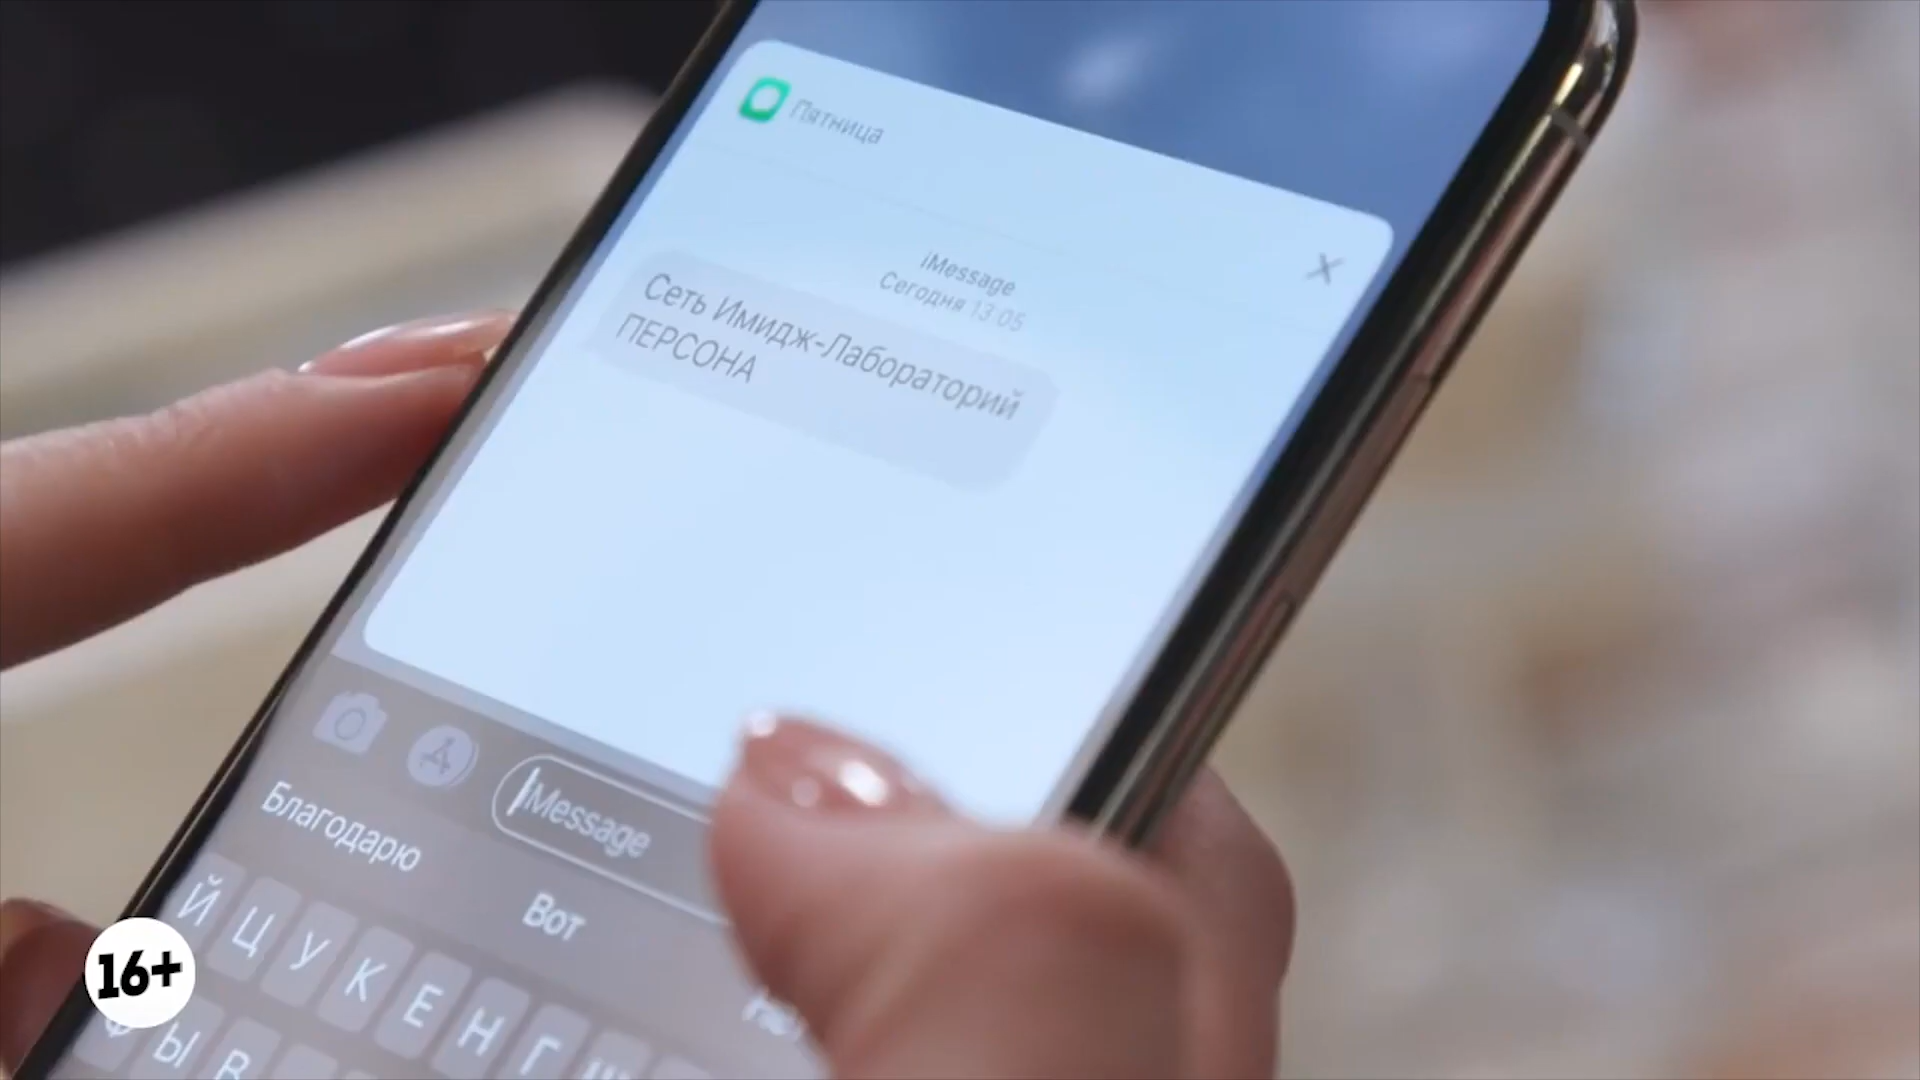 Пятница
iMessage
Сегодня 13:05
Сеть Имидж-Лабораторий
ПЕРСОНА
iMessage
Благодарю
Вот
Й Ц У К Е Н Г
Ф Ы В
16+